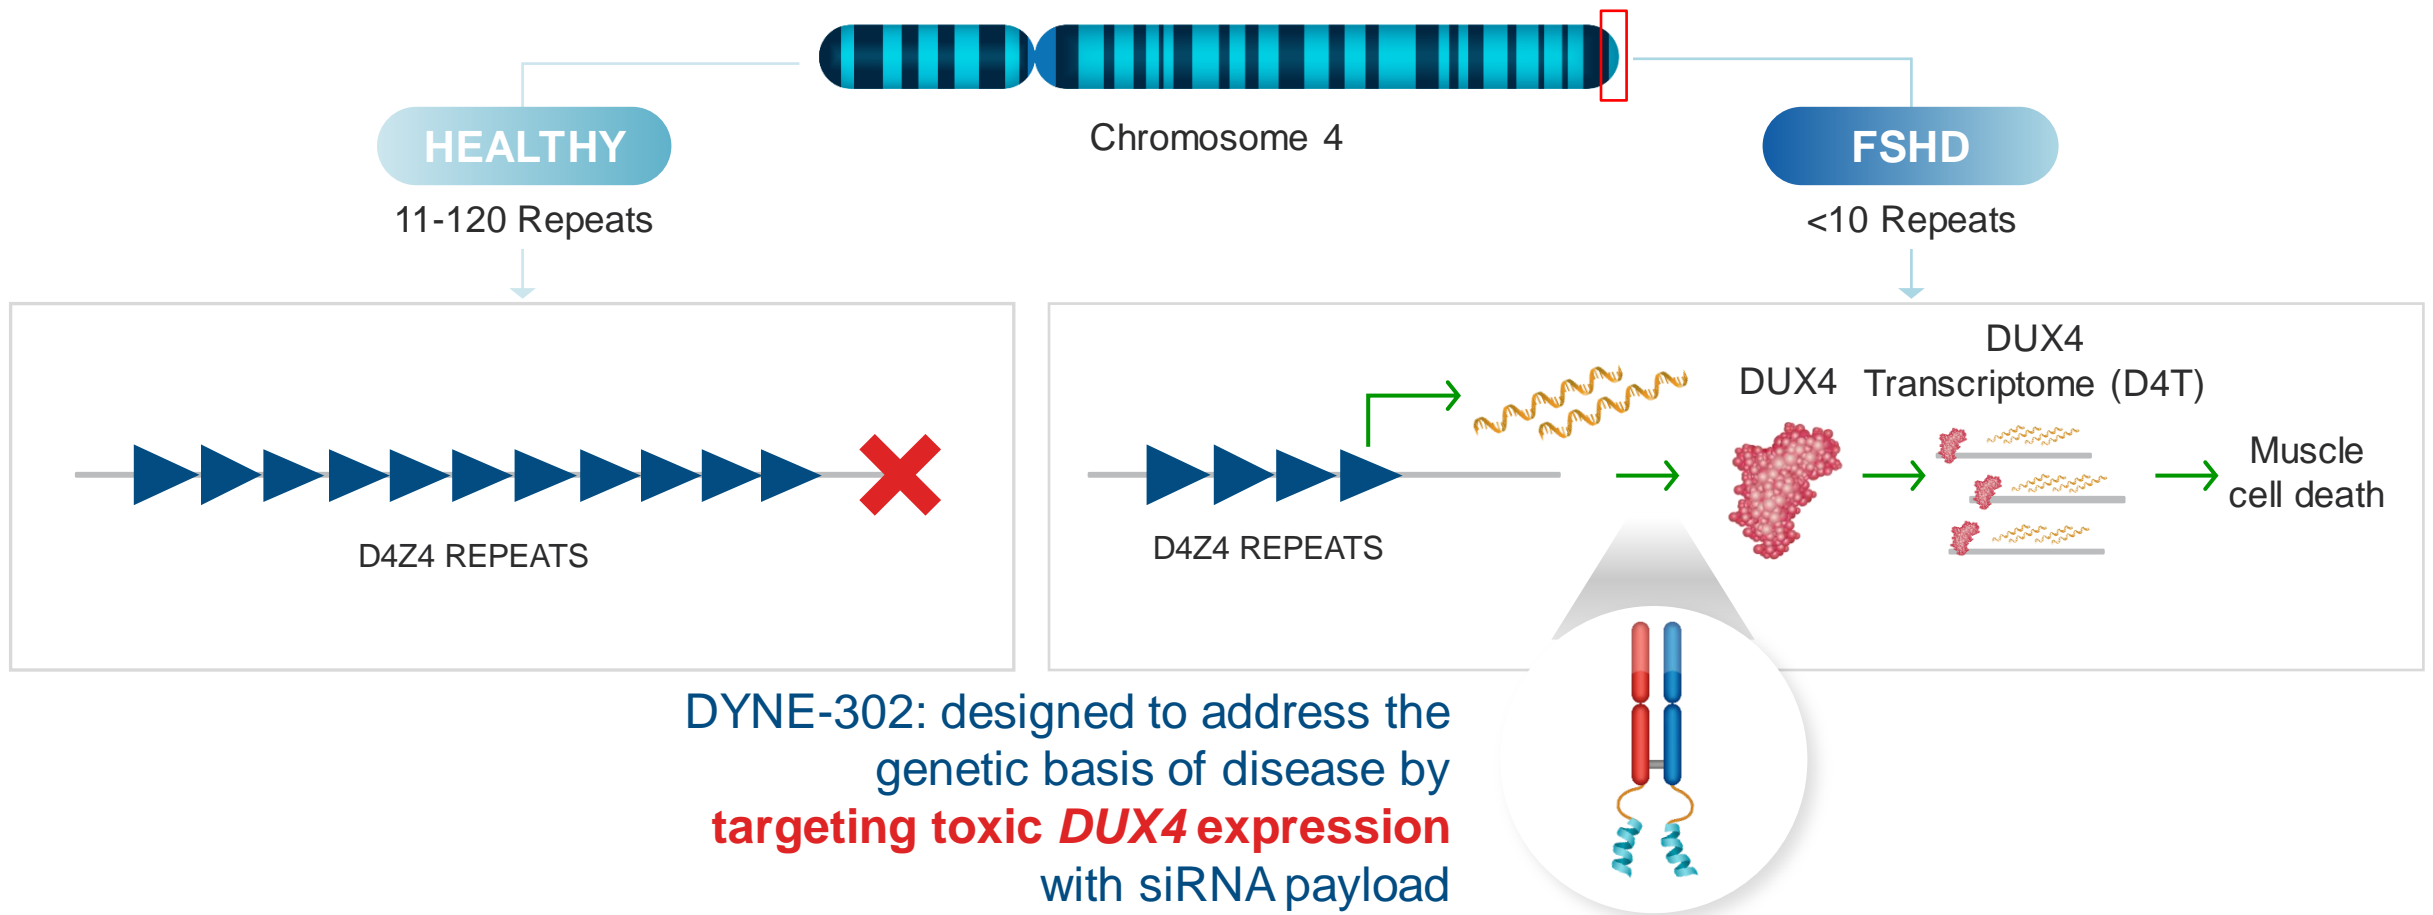 Chromosome 4
HEALTHY
11-120 Repeats
D4Z4 REPEATS
FSHD
<10 Repeats
D4Z4 REPEATS
DUX4
DUX4
Transcriptome (D4T)
Muscle
cell death
DYNE-302: designed to address the
genetic basis of disease by
targeting toxic DUX4 expression
with siRNA payload